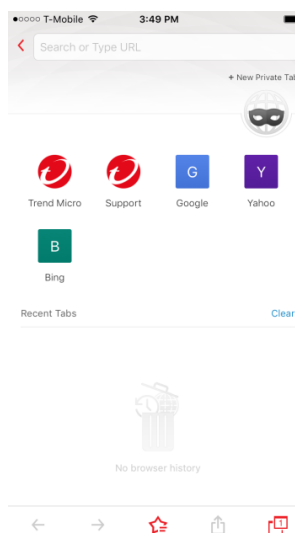 T-Mobile 3:49 PM
Search or Type URL
+ New Private Tab
G Y
Trend Micro Support Google Yahoo
B
Bing
Recent Tabs Clear
No browser history
1